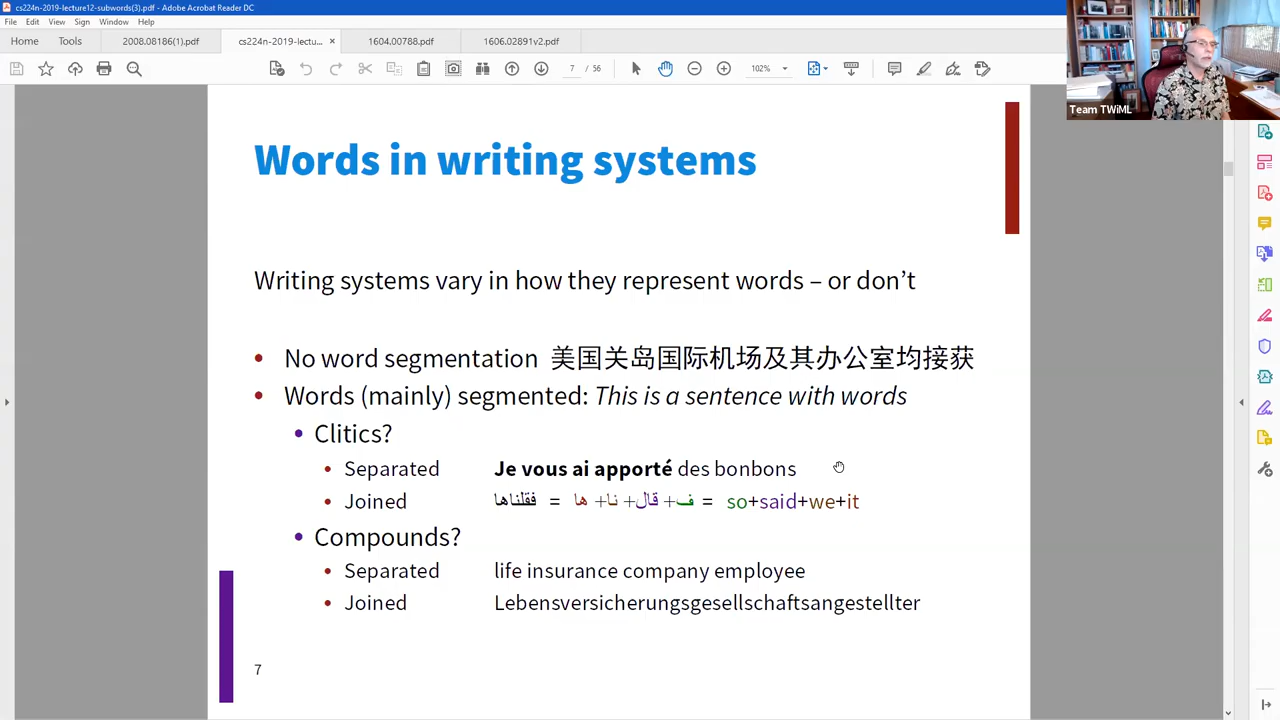 cs224n-2019-lecture12-subwords(3).pdf - Adobe Acrobat Reader DC
File Edit View Sign Window Help
Home Tools 2008.08186(1).pdf cs224n-2019-lectu... × 1604.00788.pdf 1606.02891v2.pdf
7 / 56 102%
Team TWiML
Words in writing systems
Writing systems vary in how they represent words – or don’t
• No word segmentation 美国关岛国际机场及其办公室均接获
• Words (mainly) segmented: This is a sentence with words
• Clitics?
• Separated Je vous ai apporté des bonbons
• Joined فقلناها = ف+ قال+ نا+ ها = so+said+we+it
• Compounds?
• Separated life insurance company employee
• Joined Lebensversicherungsgesellschaftsangestellter
7